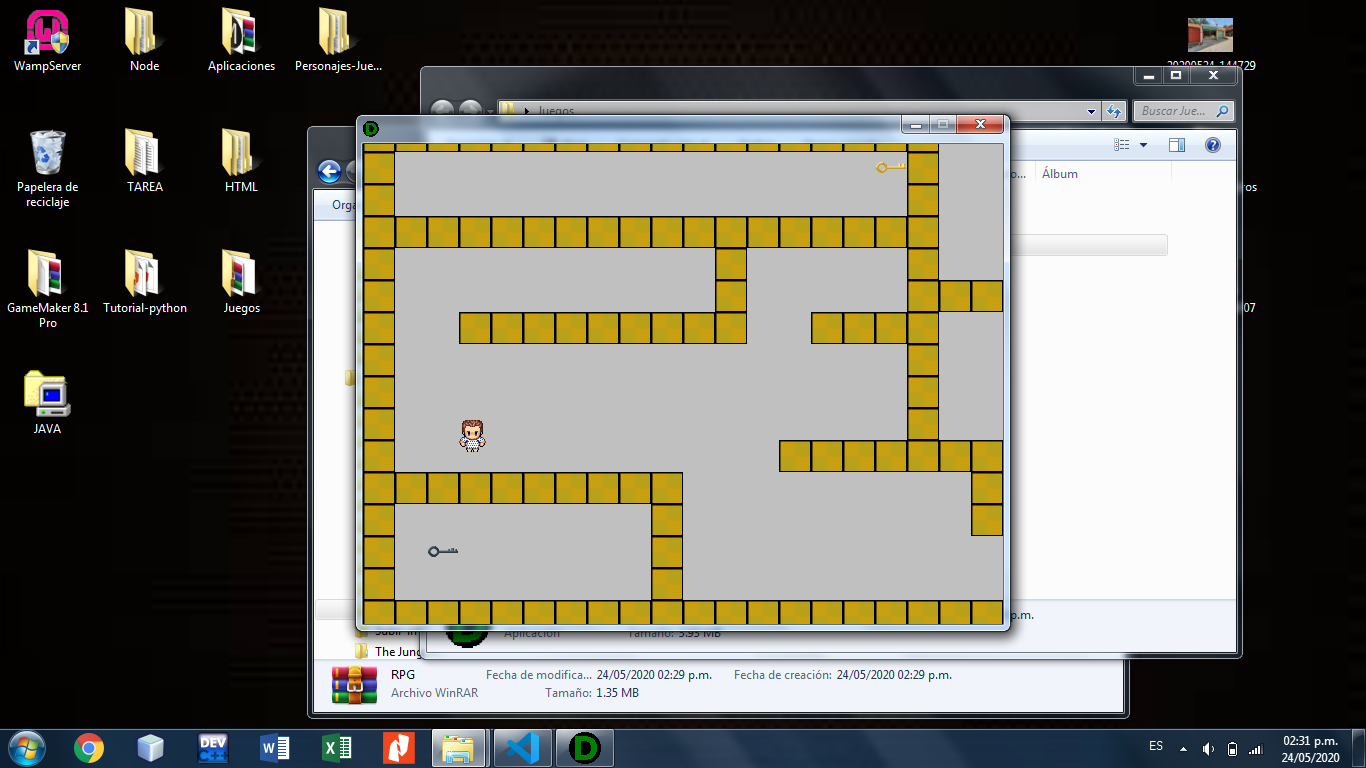 WampServer
Node
Aplicaciones
Personajes-Jue...
20200524_144729
Juegos
Buscar Jue...
Papelera de
reciclaje
TAREA
HTML
Orga
o...
Álbum
ros
GameMaker 8.1
Pro
Tutorial-python
Juegos
07
JAVA
p.m.
Aplicación
Tamaño: 3.93 MB
The Jung
RPG
Fecha de modifica... 24/05/2020 02:29 p.m.
Fecha de creación: 24/05/2020 02:29 p.m.
Archivo WinRAR
Tamaño: 1.35 MB
DEV
C++
ES
02:31 p.m.
24/05/2020